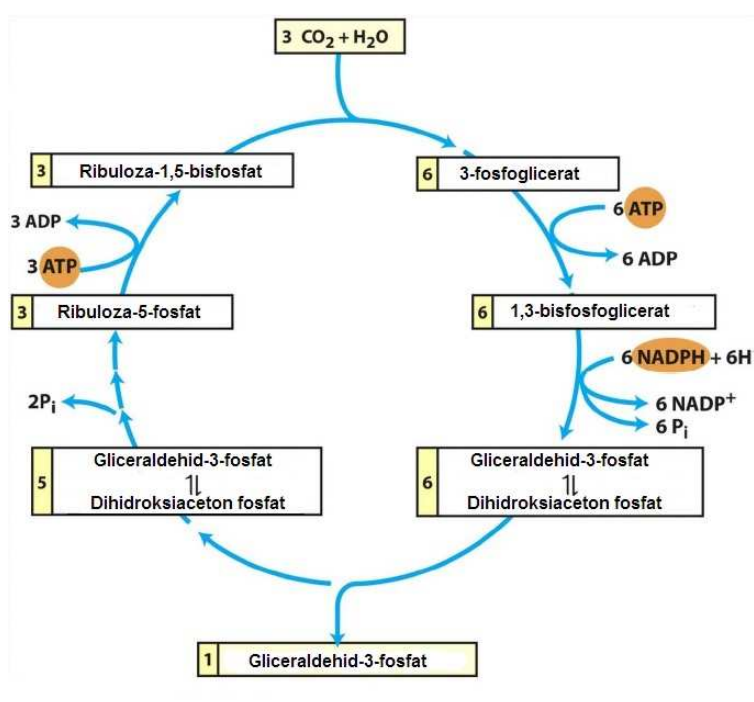 3 CO₂ + H₂O
3 Ribuloza-1,5-bisfosfat
6 3-fosfoglicerat
3 ADP
3 ATP
6 ATP
6 ADP
3 Ribuloza-5-fosfat
6 1,3-bisfosfoglicerat
6 NADPH + 6H
6 NADP⁺
6 Pᵢ
2Pᵢ
5 Gliceraldehid-3-fosfat
⇅
Dihidroksiaceton fosfat
6 Gliceraldehid-3-fosfat
⇅
Dihidroksiaceton fosfat
1 Gliceraldehid-3-fosfat